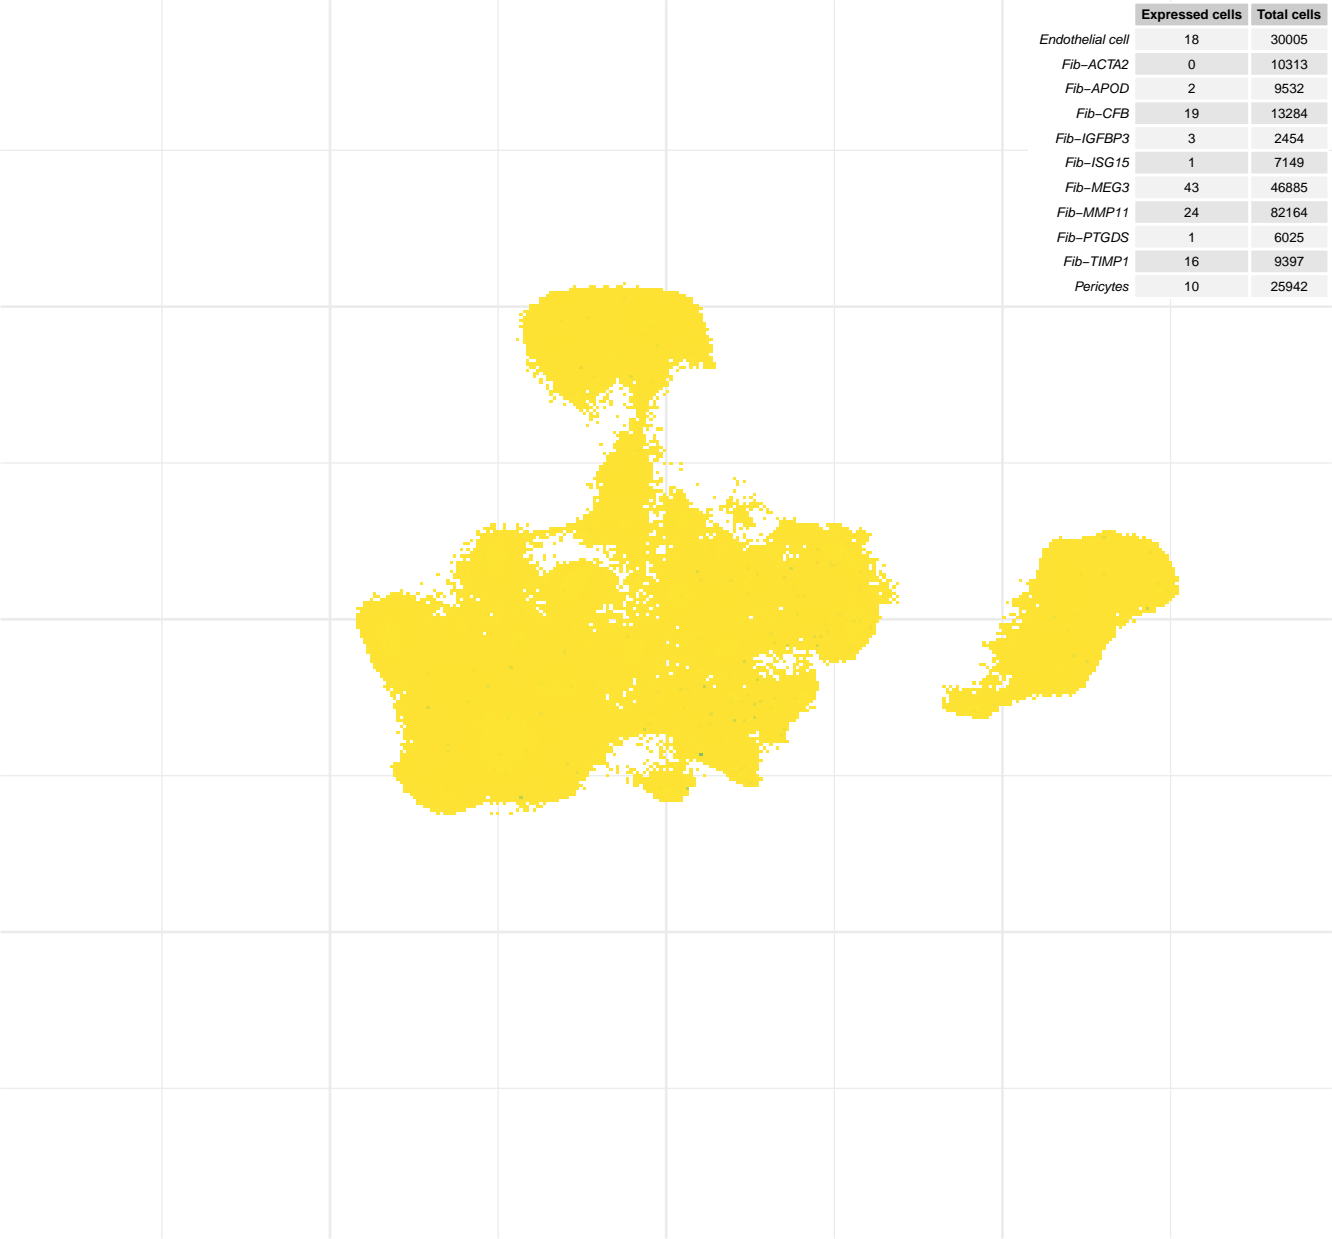 Expressed cells Total cells
Endothelial cell 18 30005
Fib−ACTA2 0 10313
Fib−APOD 2 9532
Fib−CFB 19 13284
Fib−IGFBP3 3 2454
Fib−ISG15 1 7149
Fib−MEG3 43 46885
Fib−MMP11 24 82164
Fib−PTGDS 1 6025
Fib−TIMP1 16 9397
Pericytes 10 25942